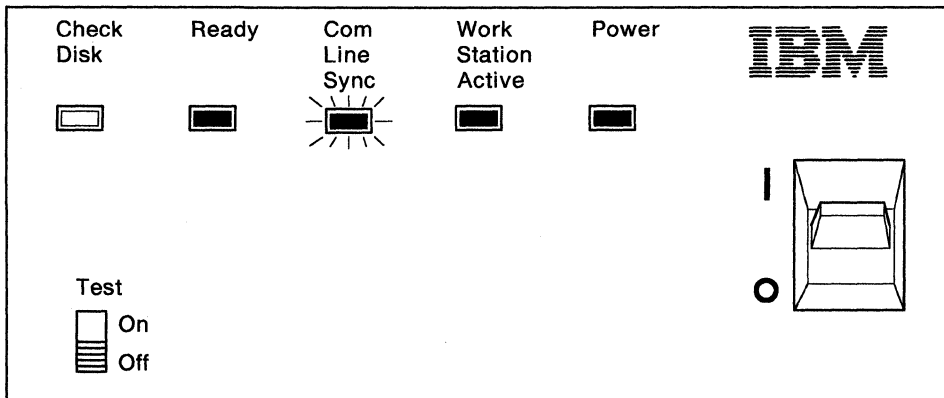 Check Disk
Ready
Com Line Sync
Work Station Active
Power
IBM
Test
On
Off
I
O